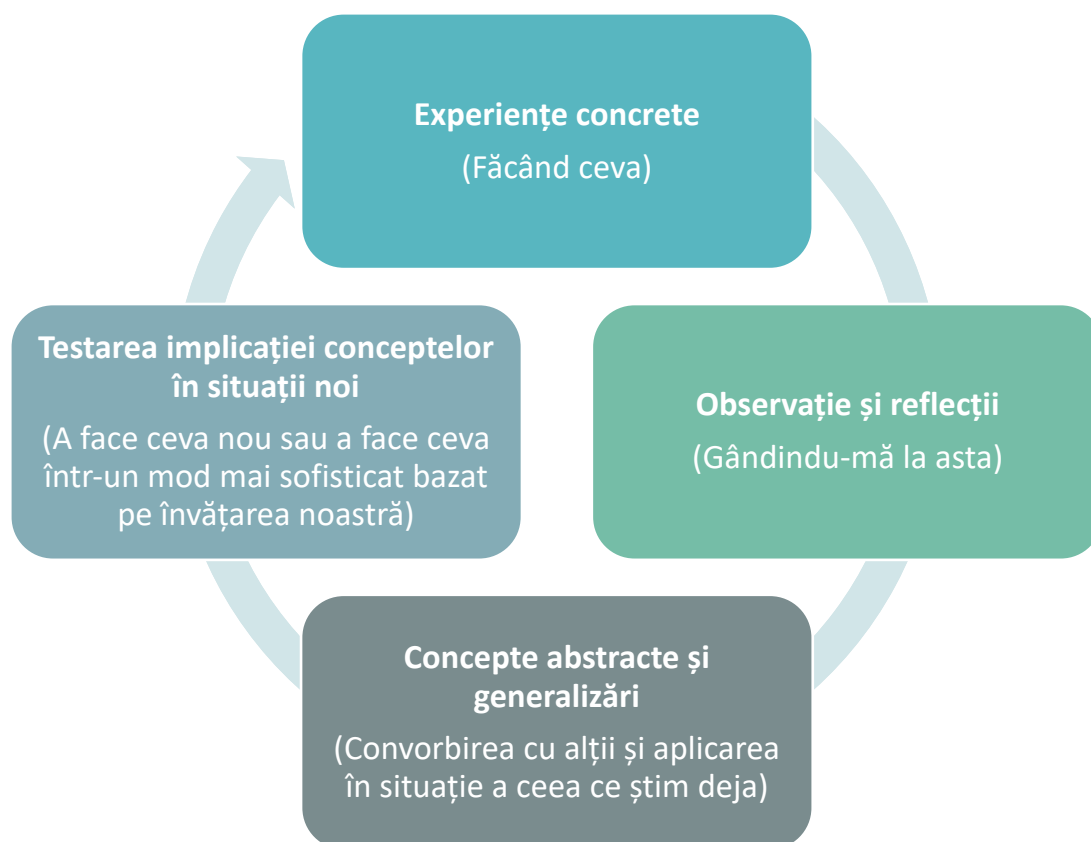 Experiențe concrete
(Făcând ceva)
Observație și reflecții
(Gândindu-mă la asta)
Concepte abstracte și
generalizări
(Convorbirea cu alții și aplicarea
în situație a ceea ce știm deja)
Testarea implicației conceptelor
în situații noi
(A face ceva nou sau a face ceva
într-un mod mai sofisticat bazat
pe învățarea noastră)